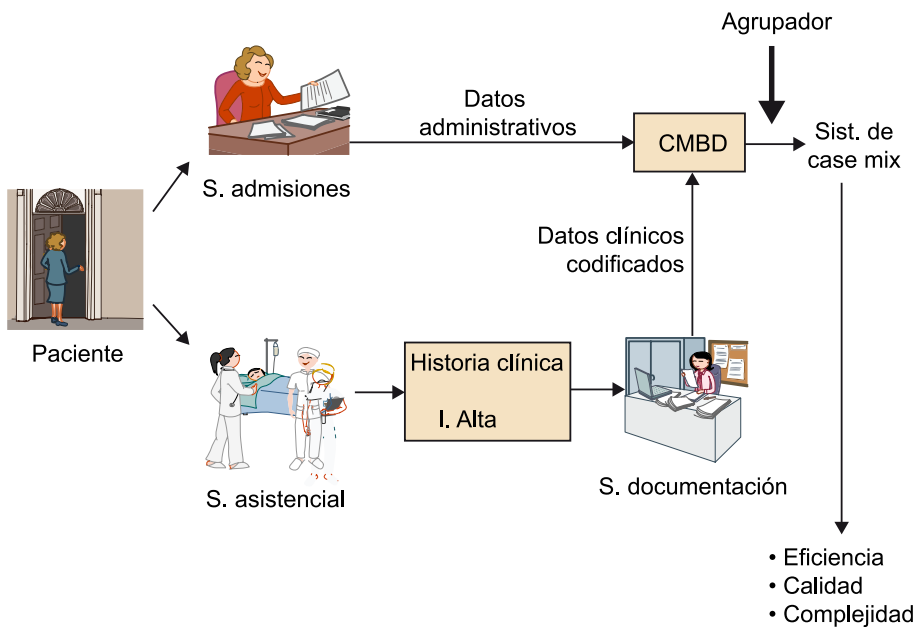 Agrupador
Datos
administrativos
CMBD
Sist. de
case mix
S. admisiones
Datos clínicos
codificados
Paciente
Historia clínica
I. Alta
S. asistencial
S. documentación
• Eficiencia
• Calidad
• Complejidad